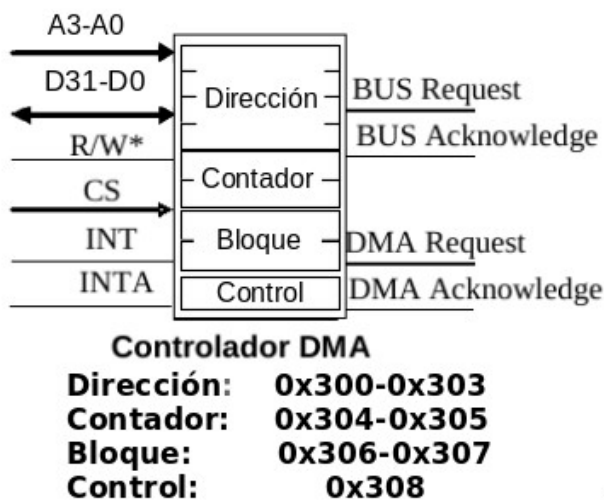 A3-A0
D31-D0
R/W*
CS
INT
INTA
Dirección
Contador
Bloque
Control
BUS Request
BUS Acknowledge
DMA Request
DMA Acknowledge
Controlador DMA
Dirección: 0x300-0x303
Contador: 0x304-0x305
Bloque: 0x306-0x307
Control: 0x308